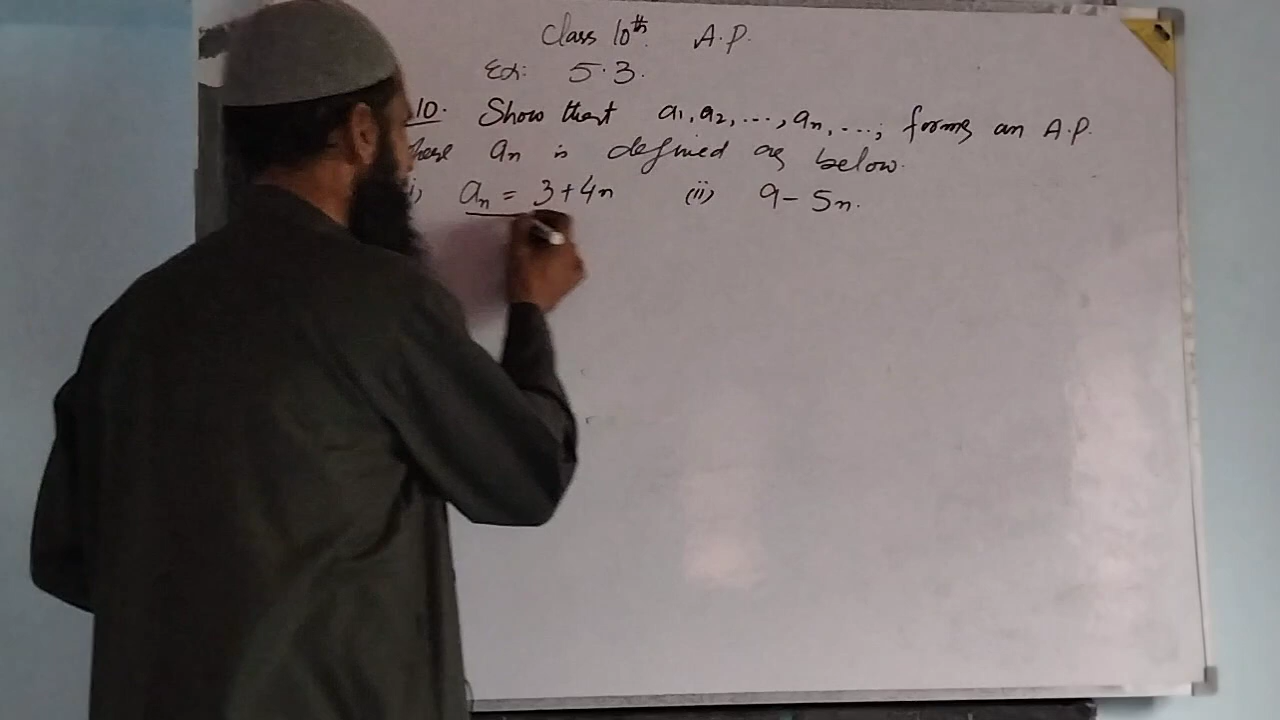 Class 10th. A.P.
Ex: 5.3.
10. Show that a₁, a₂, ..., aₙ, ...; forms an A.P.
here aₙ is defined as below.
i) aₙ = 3+4n (ii) 9-5n.